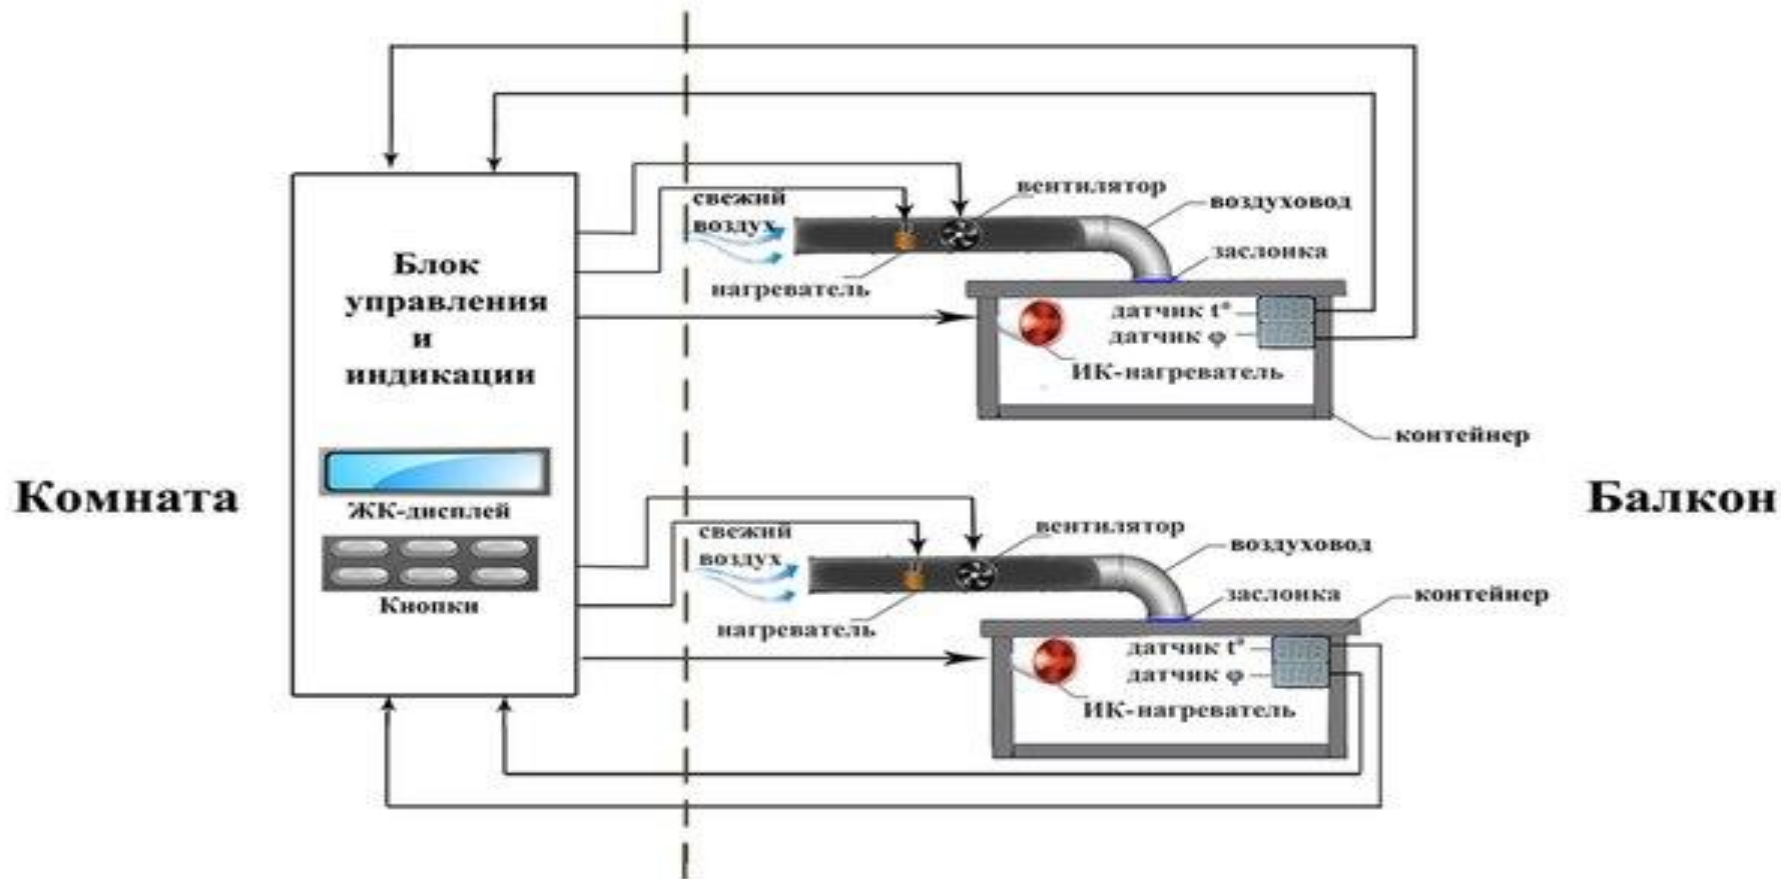 Комната
Блок
управления
и
индикации
ЖК-дисплей
Кнопки
свежий
воздух
нагреватель
вентилятор
воздуховод
заслонка
датчик t°
датчик φ
ИК-нагреватель
контейнер
свежий
воздух
нагреватель
вентилятор
воздуховод
заслонка
контейнер
датчик t°
датчик φ
ИК-нагреватель
Балкон